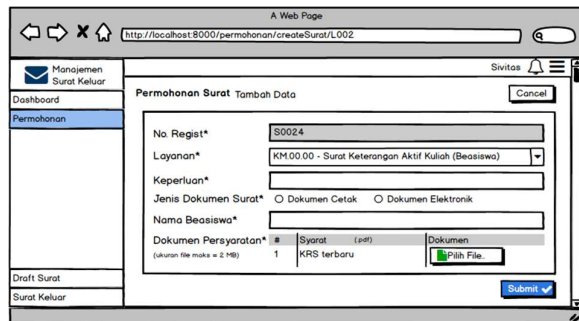 A Web Page
http://localhost:8000/permohonan/createSurat/L002
Manajemen
Surat Keluar
Sivitas
Dashboard
Permohonan
Permohonan Surat Tambah Data
Cancel
No. Regist*
S0024
Layanan*
KM.00.00 - Surat Keterangan Aktif Kuliah (Beasiswa)
Keperluan*
Jenis Dokumen Surat* Dokumen Cetak Dokumen Elektronik
Nama Beasiswa*
Dokumen Persyaratan* # Syarat (.pdf) Dokumen
(ukuran file maks = 2 MB) 1 KRS terbaru Pilih File..
Draft Surat
Surat Keluar
Submit